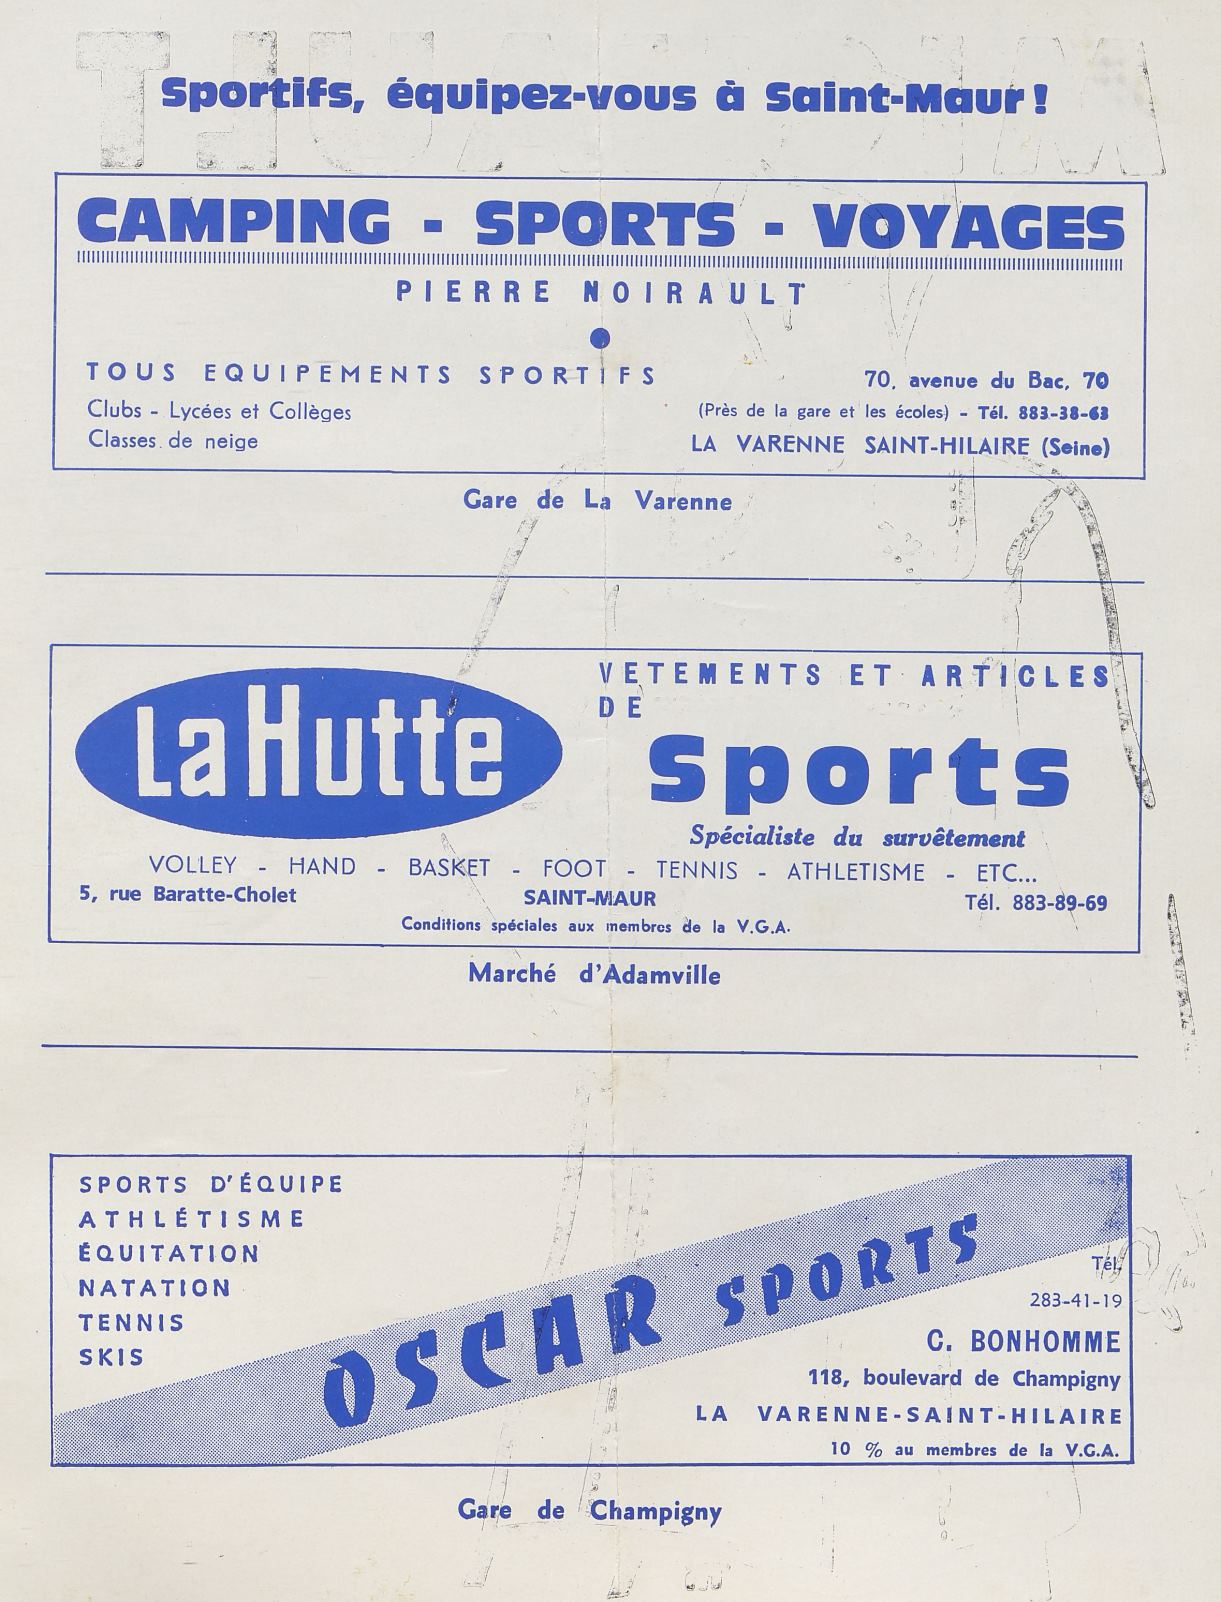 Sportifs, équipez-vous à Saint-Maur !
CAMPING - SPORTS - VOYAGES
PIERRE NOIRAULT
TOUS EQUIPEMENTS SPORTIFS
Clubs - Lycées et Collèges
Classes de neige
70, avenue du Bac, 70
(Près de la gare et les écoles) - Tél. 883-38-63
LA VARENNE SAINT-HILAIRE (Seine)
Gare de La Varenne
La Hutte
VETEMENTS ET ARTICLES
DE
Sports
Spécialiste du survêtement
VOLLEY - HAND - BASKET - FOOT - TENNIS - ATHLETISME - ETC...
5, rue Baratte-Cholet SAINT-MAUR Tél. 883-89-69
Conditions spéciales aux membres de la V.G.A.
Marché d'Adamville
SPORTS D'ÉQUIPE
ATHLÉTISME
ÉQUITATION
NATATION
TENNIS
SKIS
OSCAR SPORTS
Tél.
283-41-19
C. BONHOMME
118, boulevard de Champigny
LA VARENNE-SAINT-HILAIRE
10 % au membres de la V.G.A.
Gare de Champigny